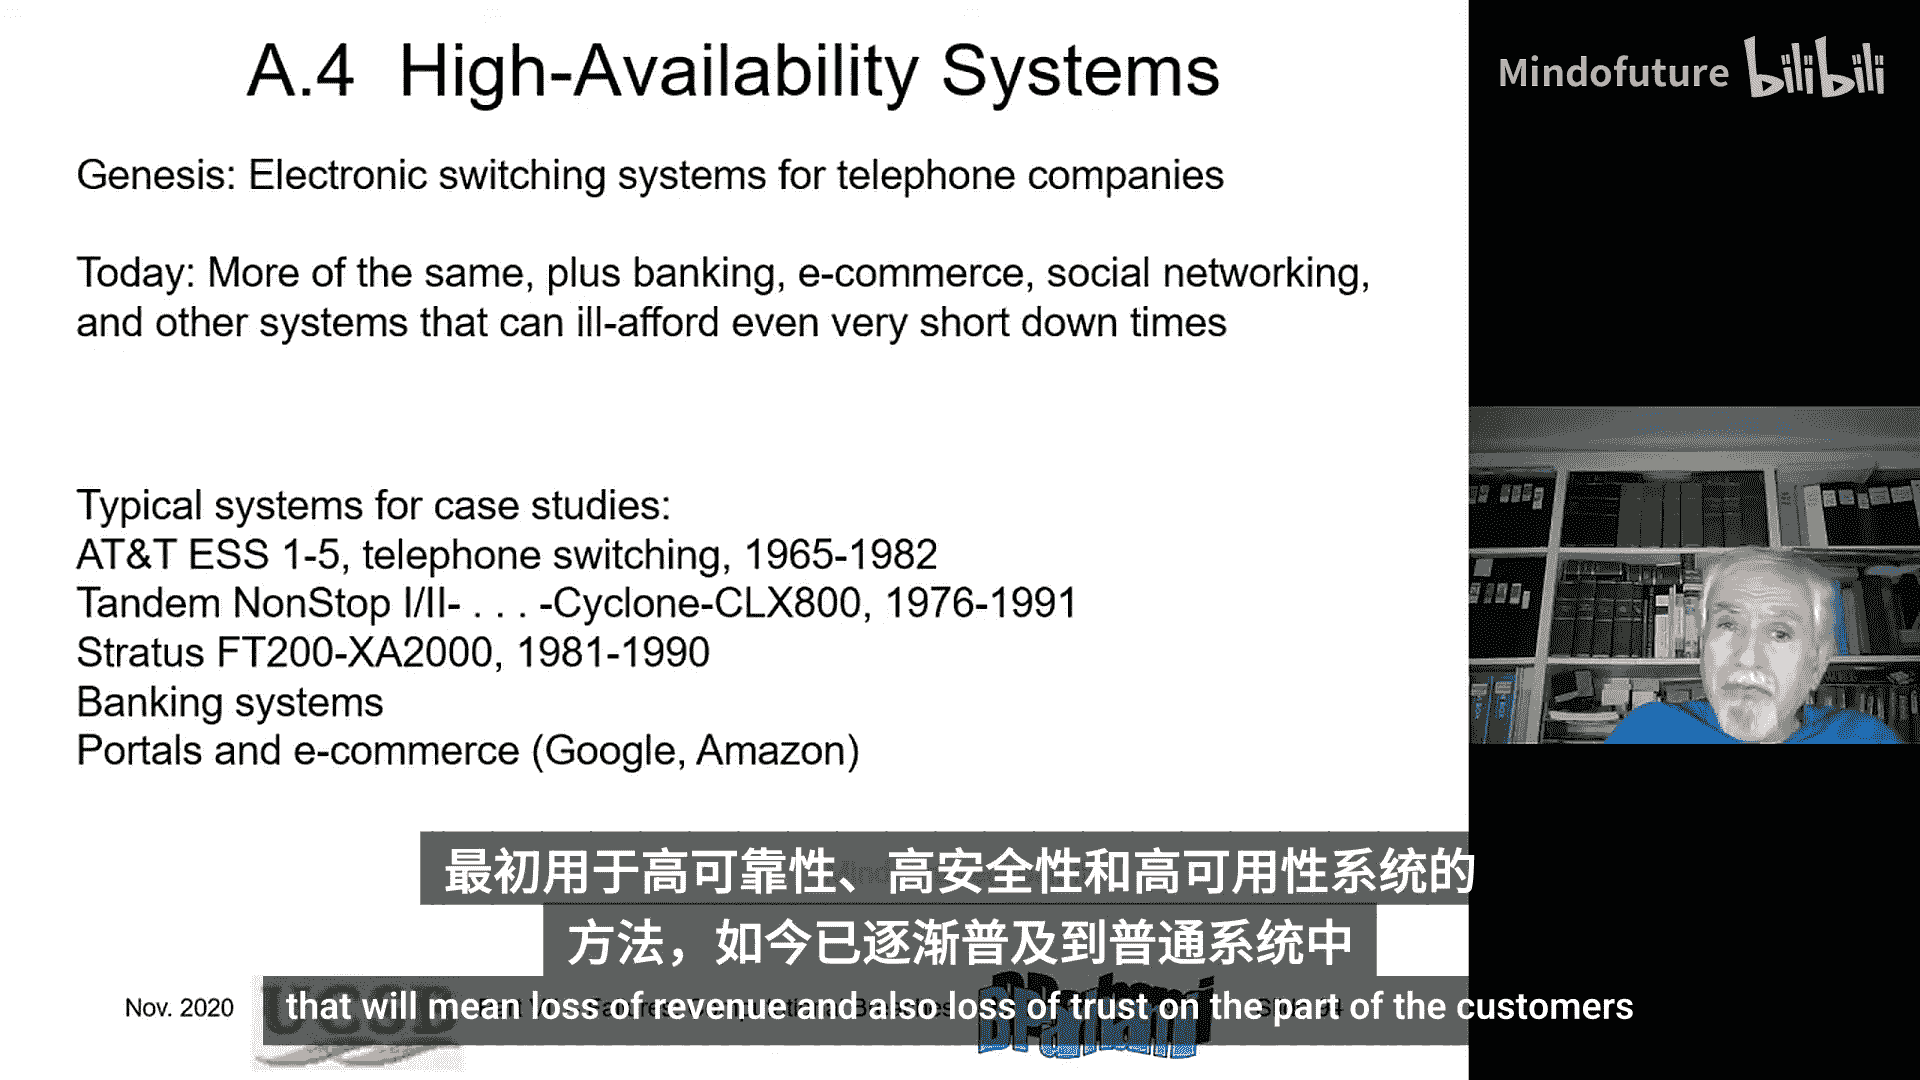 A.4 High-Availability Systems
Mindofuture bilibili
Genesis: Electronic switching systems for telephone companies
Today: More of the same, plus banking, e-commerce, social networking,
and other systems that can ill-afford even very short down times
Typical systems for case studies:
AT&T ESS 1-5, telephone switching, 1965-1982
Tandem NonStop I/II- . . . -Cyclone-CLX800, 1976-1991
Stratus FT200-XA2000, 1981-1990
Banking systems
Portals and e-commerce (Google, Amazon)
最初用于高可靠性、高安全性和高可用性系统的
方法，如今已逐渐普及到普通系统中
Nov. 2020
UCSB
BParhami
that will mean loss of revenue and also loss of trust on the part of the customers